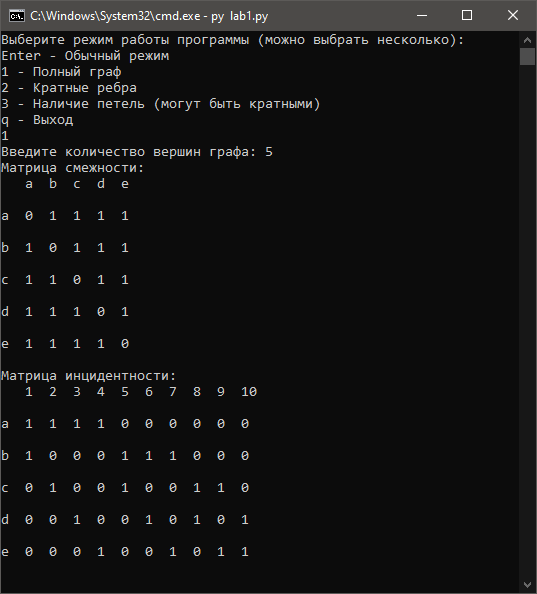 C:\Windows\System32\cmd.exe - py lab1.py
Выберите режим работы программы (можно выбрать несколько):
Enter - Обычный режим
1 - Полный граф
2 - Кратные ребра
3 - Наличие петель (могут быть кратными)
q - Выход
1
Введите количество вершин графа: 5
Матрица смежности:
   a  b  c  d  e
a  0  1  1  1  1
b  1  0  1  1  1
c  1  1  0  1  1
d  1  1  1  0  1
e  1  1  1  1  0
Матрица инцидентности:
   1  2  3  4  5  6  7  8  9  10
a  1  1  1  1  0  0  0  0  0  0
b  1  0  0  0  1  1  1  0  0  0
c  0  1  0  0  1  0  0  1  1  0
d  0  0  1  0  0  1  0  1  0  1
e  0  0  0  1  0  0  1  0  1  1